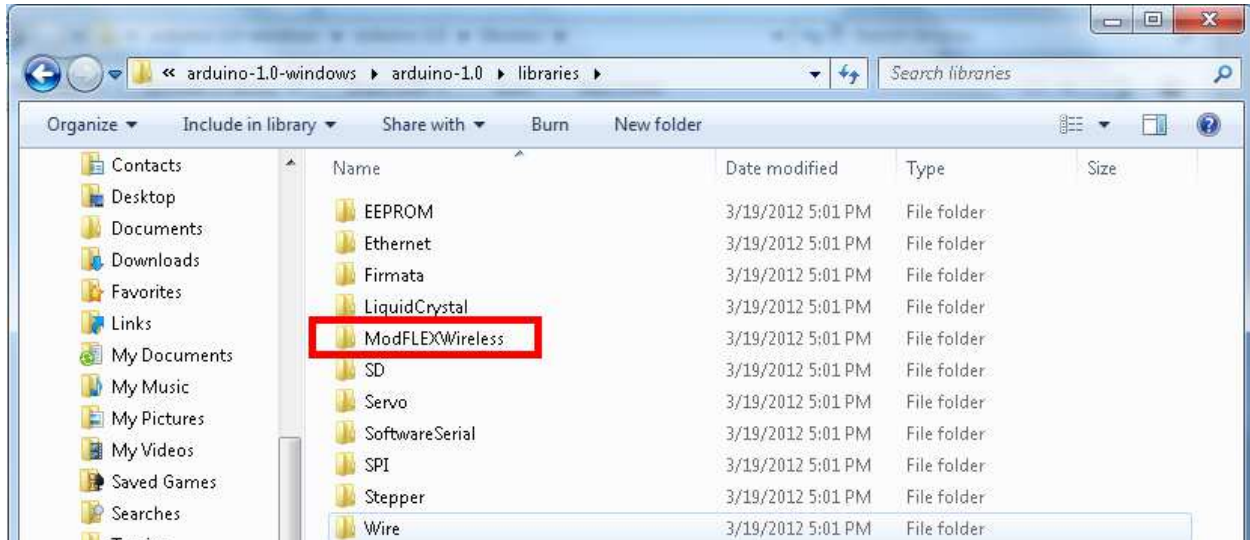 « arduino-1.0-windows ▸ arduino-1.0 ▸ libraries ▸ Search libraries
Organize Include in library Share with Burn New folder
Contacts
Desktop
Documents
Downloads
Favorites
Links
My Documents
My Music
My Pictures
My Videos
Saved Games
Searches
Name Date modified Type Size
EEPROM 3/19/2012 5:01 PM File folder
Ethernet 3/19/2012 5:01 PM File folder
Firmata 3/19/2012 5:01 PM File folder
LiquidCrystal 3/19/2012 5:01 PM File folder
ModFLEXWireless 3/19/2012 5:01 PM File folder
SD 3/19/2012 5:01 PM File folder
Servo 3/19/2012 5:01 PM File folder
SoftwareSerial 3/19/2012 5:01 PM File folder
SPI 3/19/2012 5:01 PM File folder
Stepper 3/19/2012 5:01 PM File folder
Wire 3/19/2012 5:01 PM File folder